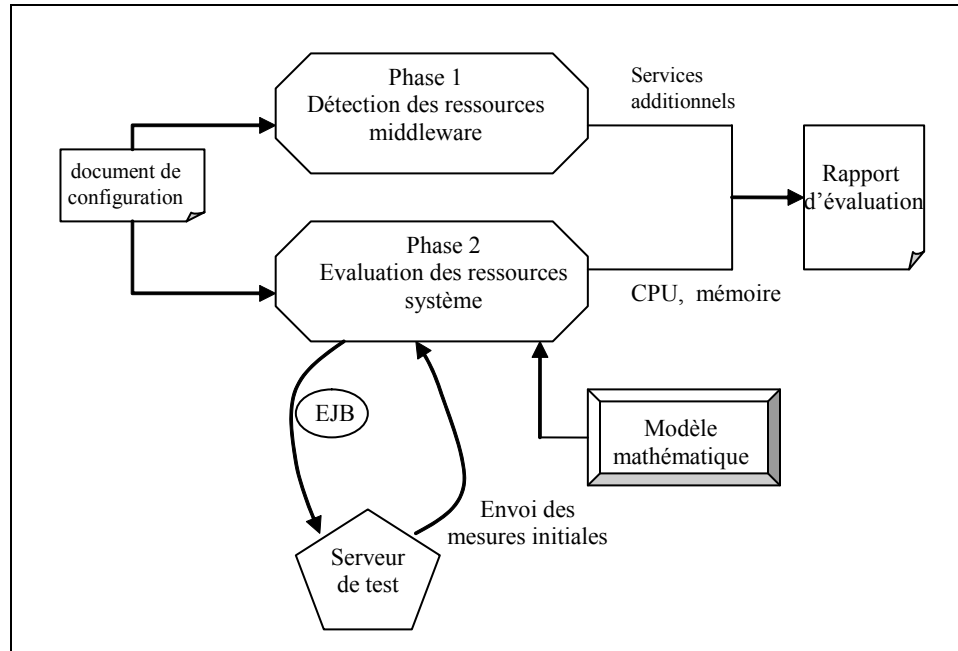 Phase 1
Détection des ressources
middleware
Services
additionnels
document de
configuration
Rapport
d’évaluation
Phase 2
Evaluation des ressources
système
CPU, mémoire
EJB
Modèle
mathématique
Envoi des
mesures initiales
Serveur
de test